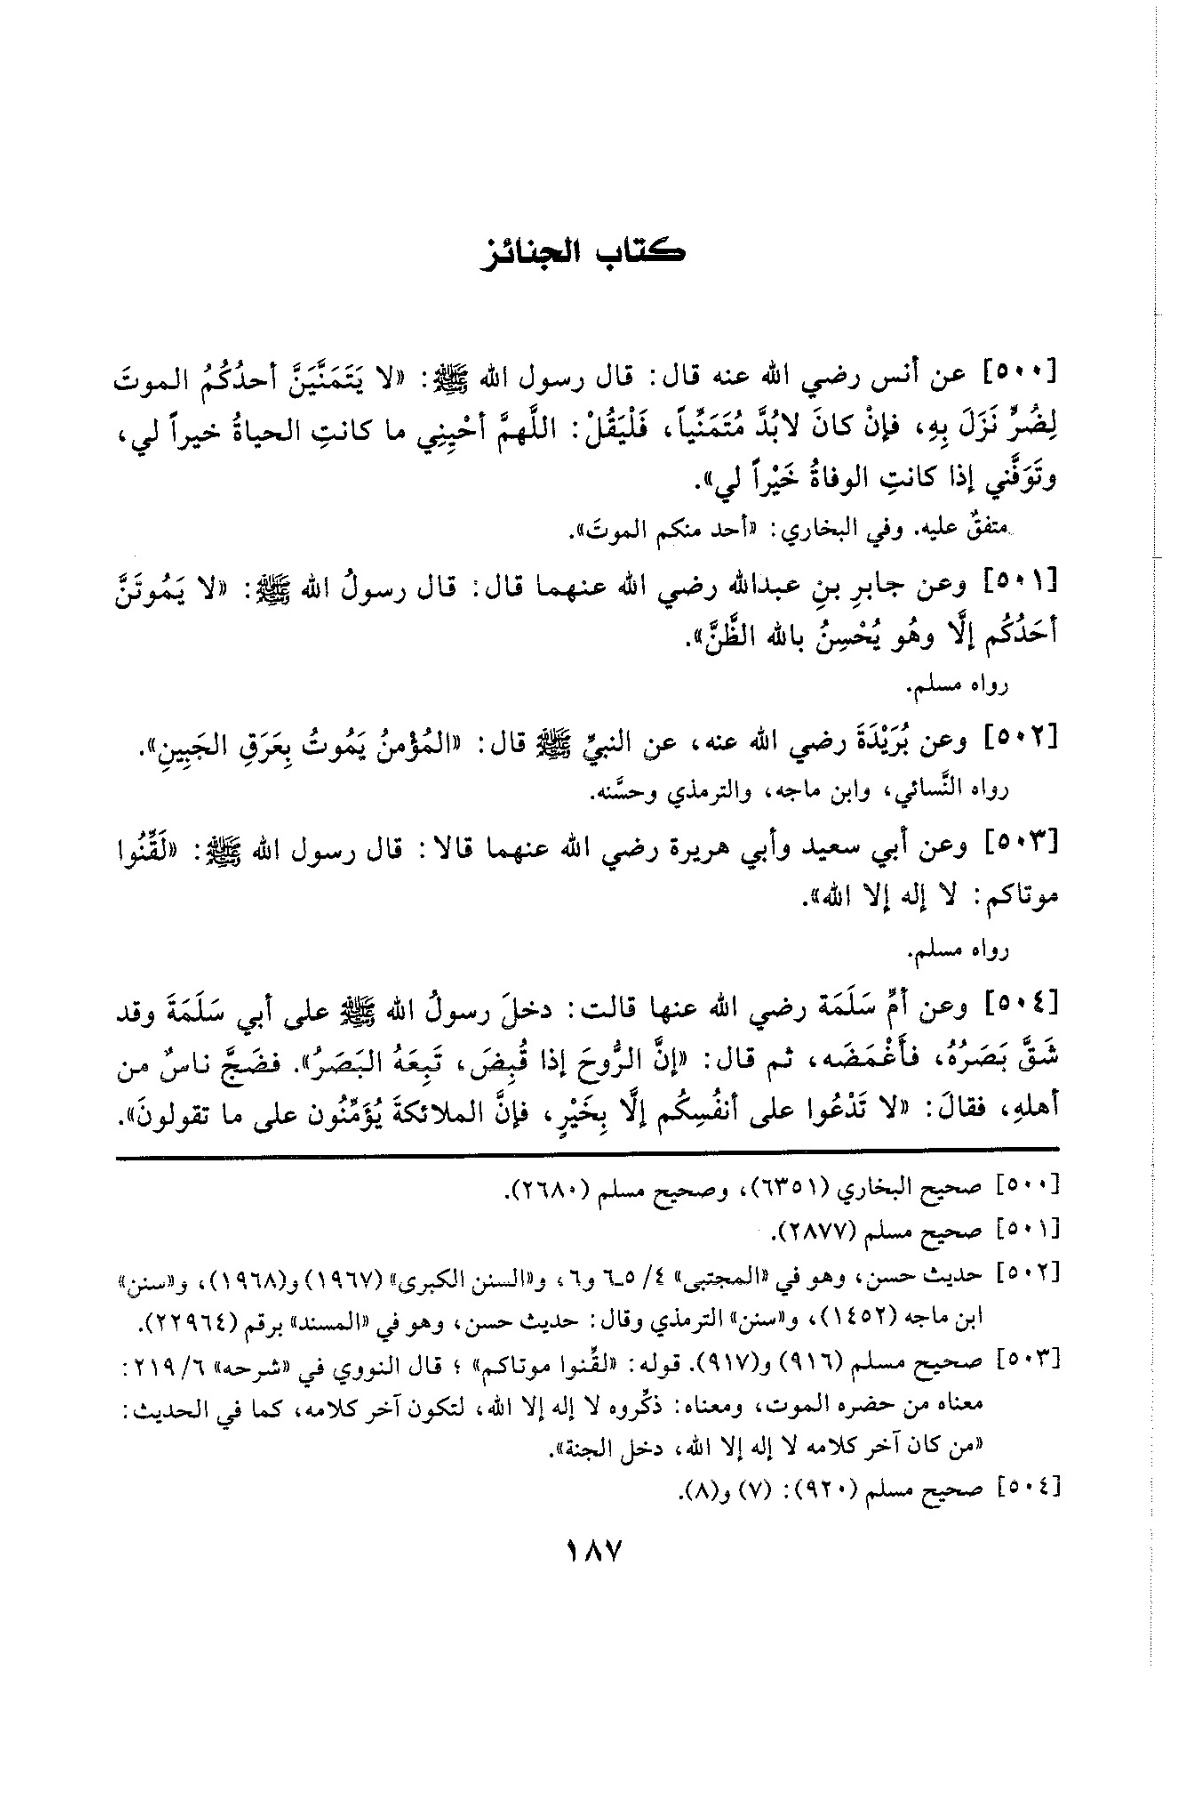 كتاب الجنائز
[٥٠٠] عن أنس رضي الله عنه قال: قال رسول الله ﷺ: «لا يَتَمَنَّيَنَّ أحدُكُمُ الموتَ
لِضُرٍّ نَزَلَ بِهِ، فإنْ كانَ لابُدَّ مُتَمَنِّياً، فَلْيَقُلْ: اللَّهمَّ أحْيِنِي ما كانتِ الحياةُ خيراً لي،
وتَوَفَّني إذا كانتِ الوفاةُ خَيْراً لي».
متفقٌ عليه. وفي البخاري: «أحد منكم الموتَ».
[٥٠١] وعن جابرِ بنِ عبدالله رضي الله عنهما قال: قال رسولُ الله ﷺ: «لا يَمُوتَنَّ
أحَدُكُم إلَّا وهُو يُحْسِنُ بالله الظَّنَّ».
رواه مسلم.
[٥٠٢] وعن بُرَيْدَةَ رضي الله عنه، عن النبيِّ ﷺ قال: «المُؤْمنُ يَمُوتُ بِعَرَقِ الجَبِينِ».
رواه النَّسائي، وابن ماجه، والترمذي وحسَّنه.
[٥٠٣] وعن أبي سعيد وأبي هريرة رضي الله عنهما قالا: قال رسول الله ﷺ: «لَقِّنُوا
موتاكم: لا إله إلا الله».
رواه مسلم.
[٥٠٤] وعن أمِّ سَلَمَة رضي الله عنها قالت: دخلَ رسولُ الله ﷺ على أبي سَلَمَةَ وقد
شَقَّ بَصَرُهُ، فأَغْمَضَه، ثم قال: «إنَّ الرُّوحَ إذا قُبِضَ، تَبِعَهُ البَصَرُ». فضَجَّ ناسٌ من
أهلهِ، فقالَ: «لا تَدْعُوا على أنفُسِكُم إلَّا بِخَيْرٍ، فإنَّ الملائكةَ يُؤَمِّنُون على ما تقولونَ».
[٥٠٠] صحيح البخاري (٦٣٥١)، وصحيح مسلم (٢٦٨٠).
[٥٠١] صحيح مسلم (٢٨٧٧).
[٥٠٢] حديث حسن، وهو في «المجتبى» ٤/ ٥ـ٦ و٦، و«السنن الكبرى» (١٩٦٧) و(١٩٦٨)، و«سنن»
ابن ماجه (١٤٥٢)، و«سنن» الترمذي وقال: حديث حسن، وهو في «المسند» برقم (٢٢٩٦٤).
[٥٠٣] صحيح مسلم (٩١٦) و(٩١٧). قوله: «لقِّنوا موتاكم» ؛ قال النووي في «شرحه» ٦/ ٢١٩:
معناه من حضره الموت، ومعناه: ذكِّروه لا إله إلا الله، لتكون آخر كلامه، كما في الحديث:
«من كان آخر كلامه لا إله إلا الله، دخل الجنة».
[٥٠٤] صحيح مسلم (٩٢٠): (٧) و(٨).
١٨٧